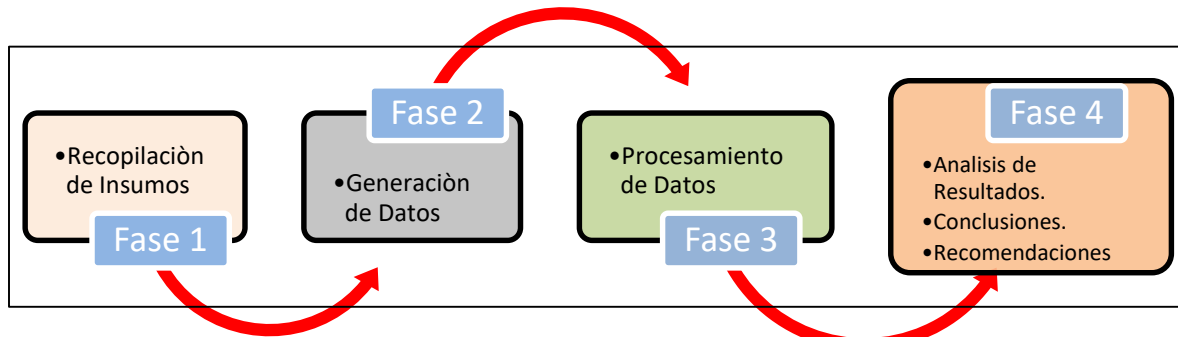 •Recopilaciòn
de Insumos
Fase 1
Fase 2
•Generaciòn
de Datos
•Procesamiento
de Datos
Fase 3
Fase 4
•Analisis de
Resultados.
•Conclusiones.
•Recomendaciones